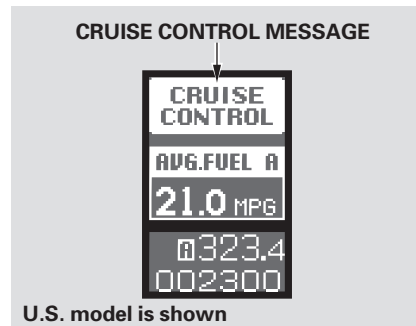 CRUISE CONTROL MESSAGE
CRUISE
CONTROL
AVG.FUEL A
21.0 MPG
A323.4
002300
U.S. model is shown